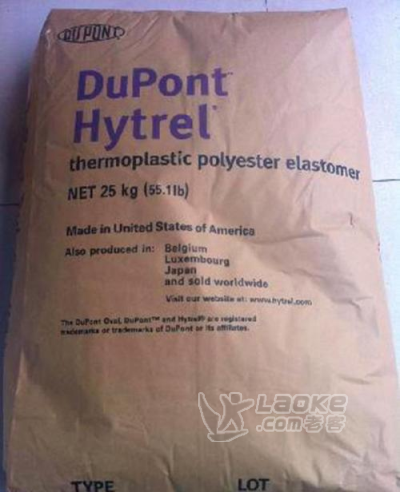 DUPONT
DuPont™
Hytrel®
thermoplastic polyester elastomer
NET 25 kg (55.1lb)
Made in United States of America
Also produced in: Belgium
Luxembourg
Japan
and sold worldwide
Visit our website at: www.hytrel.com
The DuPont Oval, DuPont™ and Hytrel® are registered
trademarks or trademarks of DuPont or its affiliates.
LAOKE
.com老客
TYPE LOT